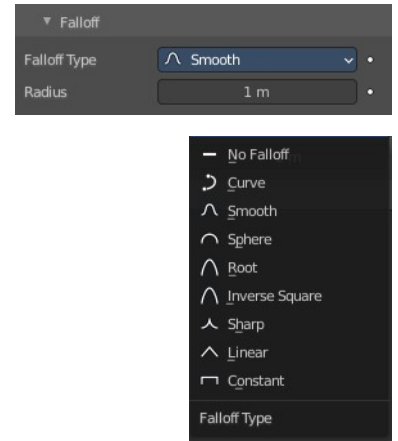 Falloff
Falloff Type Smooth
Radius 1 m
No Falloff
Curve
Smooth
Sphere
Root
Inverse Square
Sharp
Linear
Constant
Falloff Type